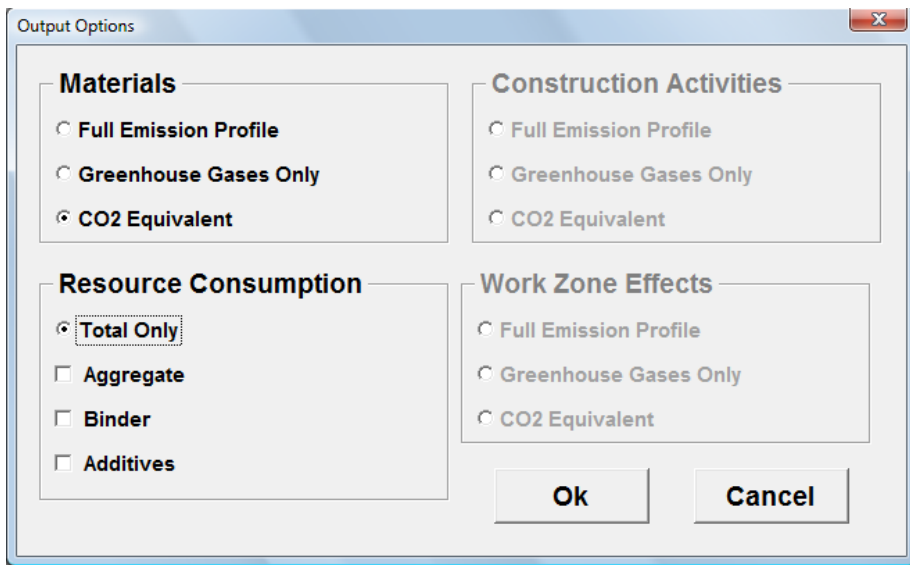 Output Options
Materials
Full Emission Profile
Greenhouse Gases Only
CO2 Equivalent
Construction Activities
Full Emission Profile
Greenhouse Gases Only
CO2 Equivalent
Resource Consumption
Total Only
Aggregate
Binder
Additives
Work Zone Effects
Full Emission Profile
Greenhouse Gases Only
CO2 Equivalent
Ok
Cancel